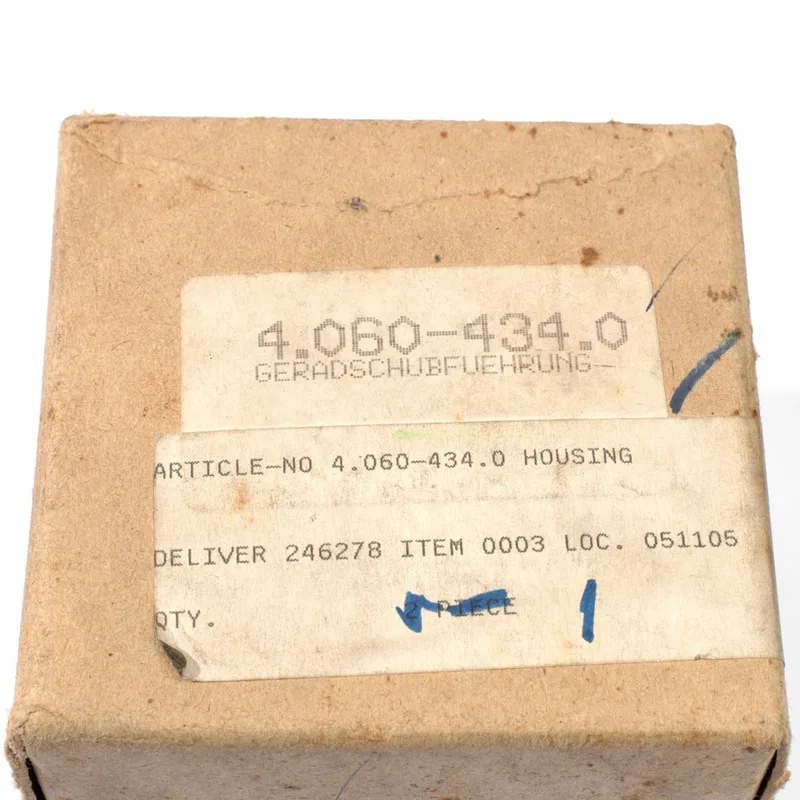 4.060-434.0
GERADSCHUBFUEHRUNG-
ARTICLE-NO 4.060-434.0 HOUSING
DELIVER 246278 ITEM 0003 LOC. 051105
QTY. 2 PIECE 1